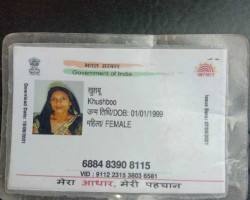 भारत सरकार
Government of India
खुशबू
Khushboo
जन्म तिथि/DOB: 01/01/1999
महिला/ FEMALE
6884 8390 8115
VID : 9112 2315 3803 6581
मेरा आधार, मेरी पहचान